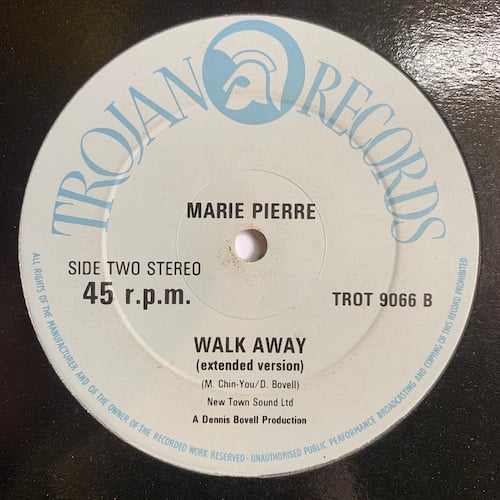 TROJAN RECORDS
MARIE PIERRE
SIDE TWO STEREO
45 r.p.m.
TROT 9066 B
WALK AWAY
(extended version)
(M. Chin-You/D. Bovell)
New Town Sound Ltd
A Dennis Bovell Production
ALL RIGHTS OF THE MANUFACTURER AND OF THE OWNER OF THE RECORDED WORK RESERVED - UNAUTHORISED PUBLIC PERFORMANCE BROADCASTING AND COPYING OF THIS RECORD PROHIBITED